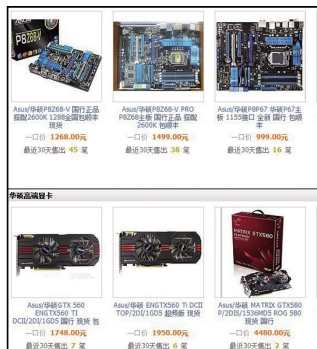 P8Z68-V
Asus/华硕P8Z68-V 国行正品
搭配2600K 1288全国包顺丰
现货
一口价 1268.00元
最近30天售出 45 笔
Asus/华硕P8Z68-V PRO
P8Z68主板 国行正品 搭配
2600K 包顺丰
一口价 1499.00元
最近30天售出 38 笔
Asus/华硕P8P67 华硕P67主
板 1155接口 全新 国行 包顺
丰
一口价 999.00元
最近30天售出 16 笔
华硕高端显卡
Asus/华硕GTX 560
ENGTX560 TI
DCII/2DI/1GD5 国行 现货 包
一口价 1748.00元
最近30天售出 7 笔
Asus/华硕 ENGTX560 Ti DCII
TOP/2DI/1GD5 超频版 现货
一口价 1950.00元
最近30天售出 6 笔
MATRIX GTX580
Asus/华硕 MATRIX GTX580
P/2DIS/1536MD5 ROG 580
现货 国行
一口价 4480.00元
最近30天售出 2 笔